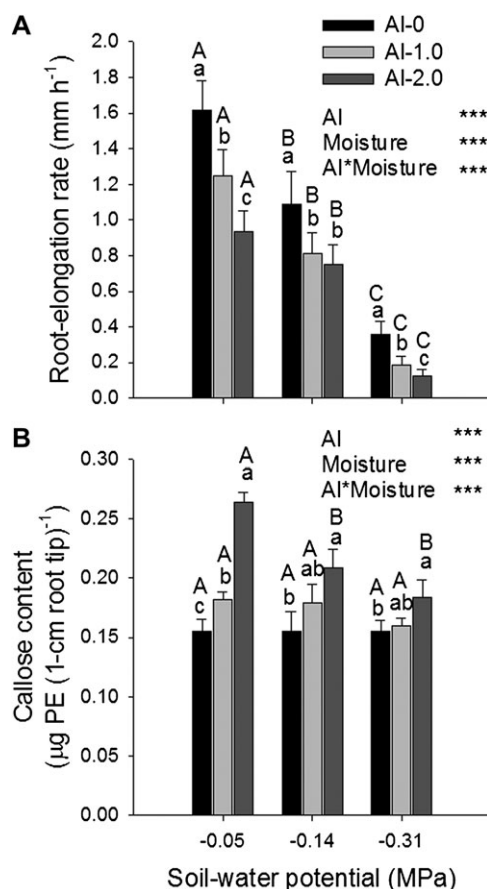 A
Al-0
Al-1.0
Al-2.0
Al ***
Moisture ***
Al*Moisture ***
Root-elongation rate (mm h⁻¹)
2.0
1.8
1.6
1.4
1.2
1.0
0.8
0.6
0.4
0.2
0.0
A A A B B B C C C
a b c a b b a b c
B
Al ***
Moisture ***
Al*Moisture ***
Callose content
(µg PE (1-cm root tip)⁻¹
0.30
0.25
0.20
0.15
0.10
0.05
0.00
A A A A A B A A B
c b a b ab a b ab a
-0.05 -0.14 -0.31
Soil-water potential (MPa)